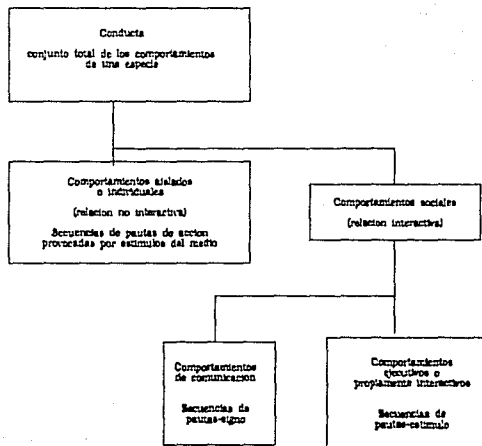 Conducta
conjunto total de los comportamientos
de una especie
Comportamientos aislados
o individuales
(relacion no interactiva)
Secuencias de pautas de accion
provocadas por estimulos del medio
Comportamientos sociales
(relacion interactiva)
Comportamientos
de comunicacion
Secuencias de
pautas-signo
Comportamientos
ejecutivos o
propiamente interactivos
Secuencias de
pautas-estimulo